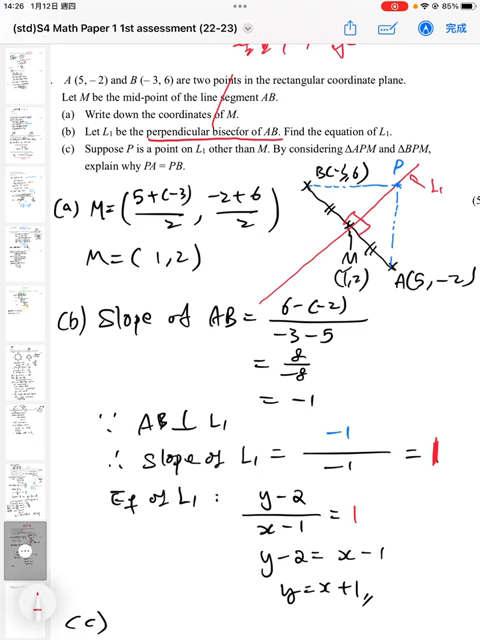 14:26 1月12日 週四 85%
(std)S4 Math Paper 1 1st assessment (22-23) 完成
. A (5, – 2) and B (– 3, 6) are two points in the rectangular coordinate plane.
Let M be the mid-point of the line segment AB.
(a) Write down the coordinates of M.
(b) Let L₁ be the perpendicular bisector of AB. Find the equation of L₁.
(c) Suppose P is a point on L₁ other than M. By considering ΔAPM and ΔBPM,
explain why PA = PB.
(5
B(-3,6) P
L₁
M
(1,2) A(5,-2)
(a) M=(5+(-3)/2, -2+6/2)
M=(1,2)
(b) Slope of AB = 6-(-2)/-3-5
= 8/-8
= -1
∵ AB⊥L₁
∴ Slope of L₁ = -1/-1 = 1
Eq of L₁ : y-2/x-1 = 1
y-2 = x-1
y=x+1
(c)